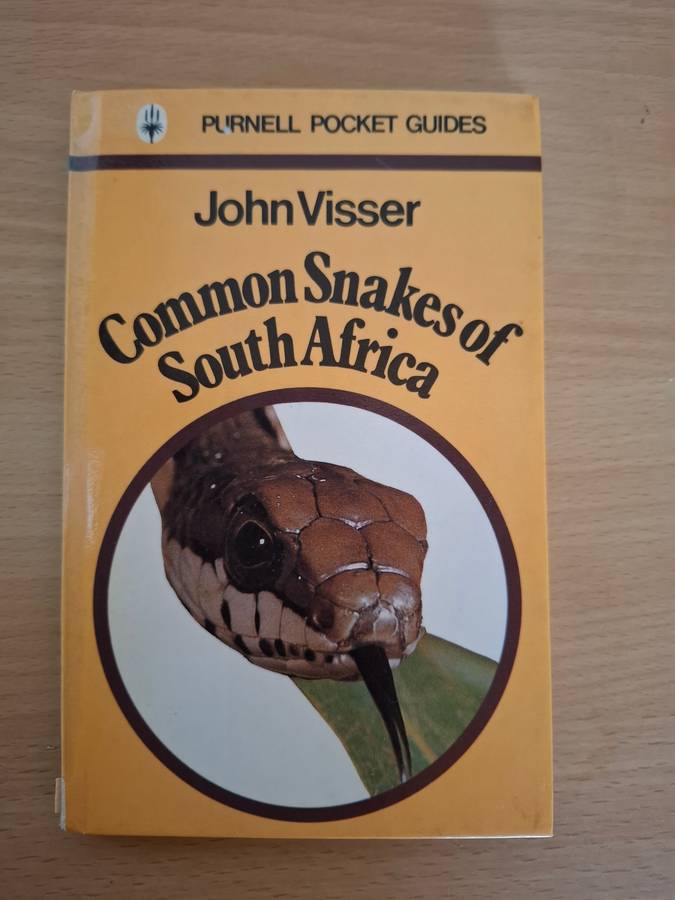 PURNELL POCKET GUIDES
John Visser
Common Snakes of
South Africa